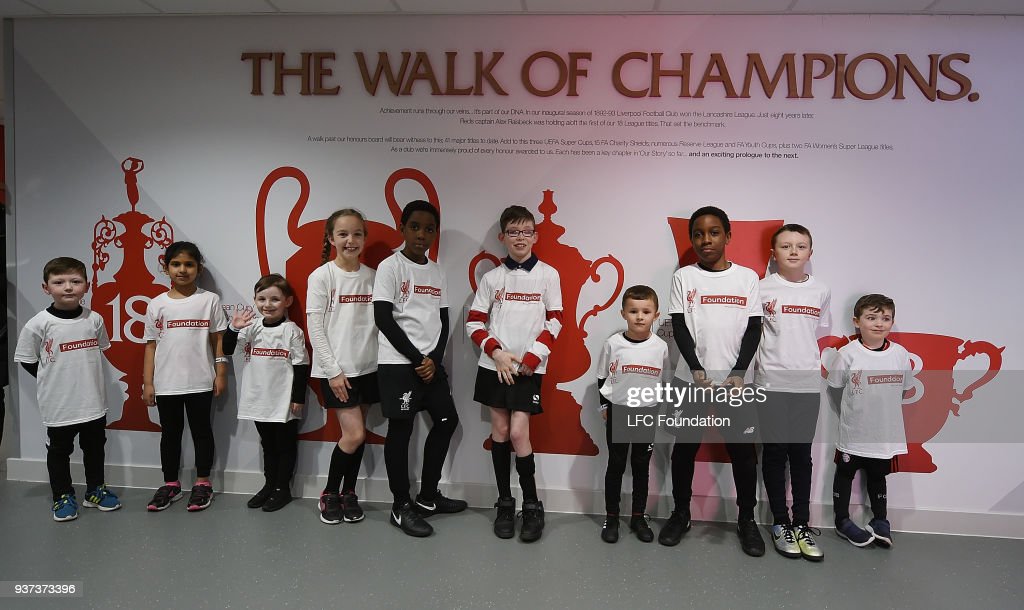 THE WALK OF CHAMPIONS.
Achievement runs through our veins... it's part of our DNA. In our inaugural season of 1892-93 Liverpool Football Club won the Lancashire League. Just eight years later,
Reds captain Alex Raisbeck was holding aloft the first of our 18 League titles. That set the benchmark.
A walk past our honours board will bear witness to this; 41 major titles to date. Add to this three UEFA Super Cups, 15 FA Charity Shields, numerous Reserve League and FA Youth Cups, plus two FA Women's Super League titles.
As a club we're immensely proud of every honour awarded to us. Each has been a key chapter in 'Our Story' so far... and an exciting prologue to the next.
18
Foundation
Foundation
Foundation
Foundation
Foundation
Foundation
Foundation
Foundation
Foundation
L.F.C.
gettyimages
LFC Foundation
937373396